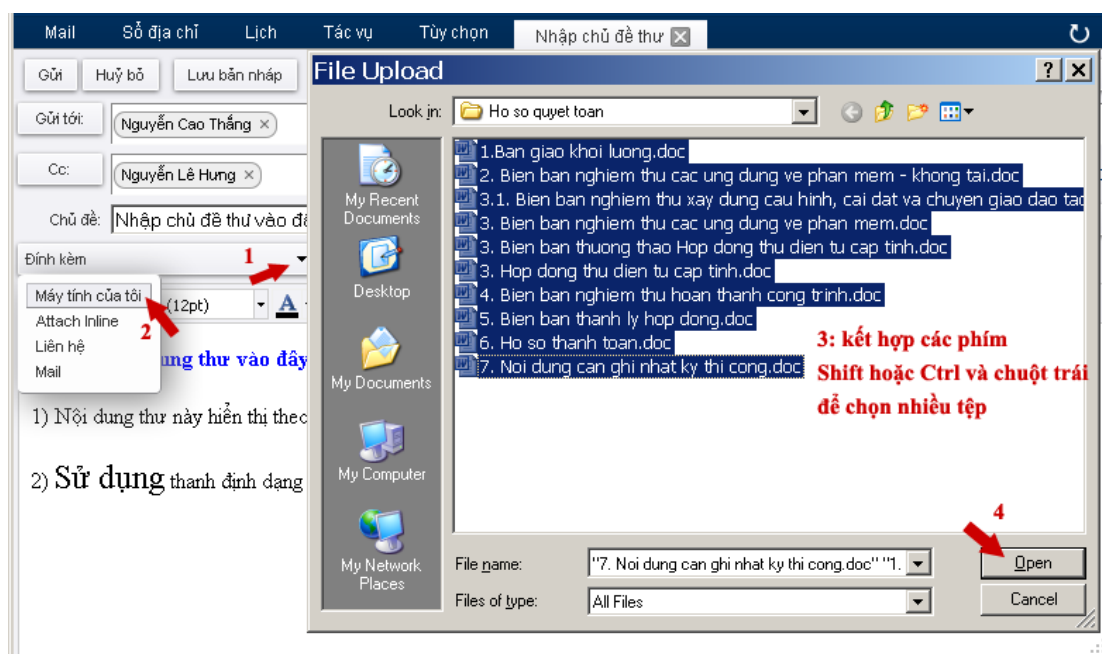 Mail Sổ địa chỉ Lịch Tác vụ Tùy chọn Nhập chủ đề thư
Gửi Huỷ bỏ Lưu bản nháp
File Upload
Gửi tới: Nguyễn Cao Thắng ×
Cc: Nguyễn Lê Hưng ×
Chủ đề: Nhập chủ đề thư vào
Đính kèm
1
Máy tính của tôi
Attach Inline
Liên hệ
Mail
2
(12pt) A
ung thư vào đây
1) Nội dung thư này hiển thị theo
2) Sử dụng thanh định dạng
Look in: Ho so quyet toan
My Recent
Documents
Desktop
My Documents
My Computer
My Network
Places
1.Ban giao khoi luong.doc
2. Bien ban nghiem thu cac ung dung ve phan mem - khong tai.doc
3.1. Bien ban nghiem thu xay dung cau hinh, cai dat va chuyen giao dao tao
3. Bien ban nghiem thu cac ung dung ve phan mem.doc
3. Bien ban thuong thao Hop dong thu dien tu cap tinh.doc
3. Hop dong thu dien tu cap tinh.doc
4. Bien ban nghiem thu hoan thanh cong trinh.doc
5. Bien ban thanh ly hop dong.doc
6. Ho so thanh toan.doc
7. Noi dung can ghi nhat ky thi cong.doc
3: kết hợp các phím
Shift hoặc Ctrl và chuột trái
để chọn nhiều tệp
4
File name: "7. Noi dung can ghi nhat ky thi cong.doc" "1. Open
Files of type: All Files Cancel